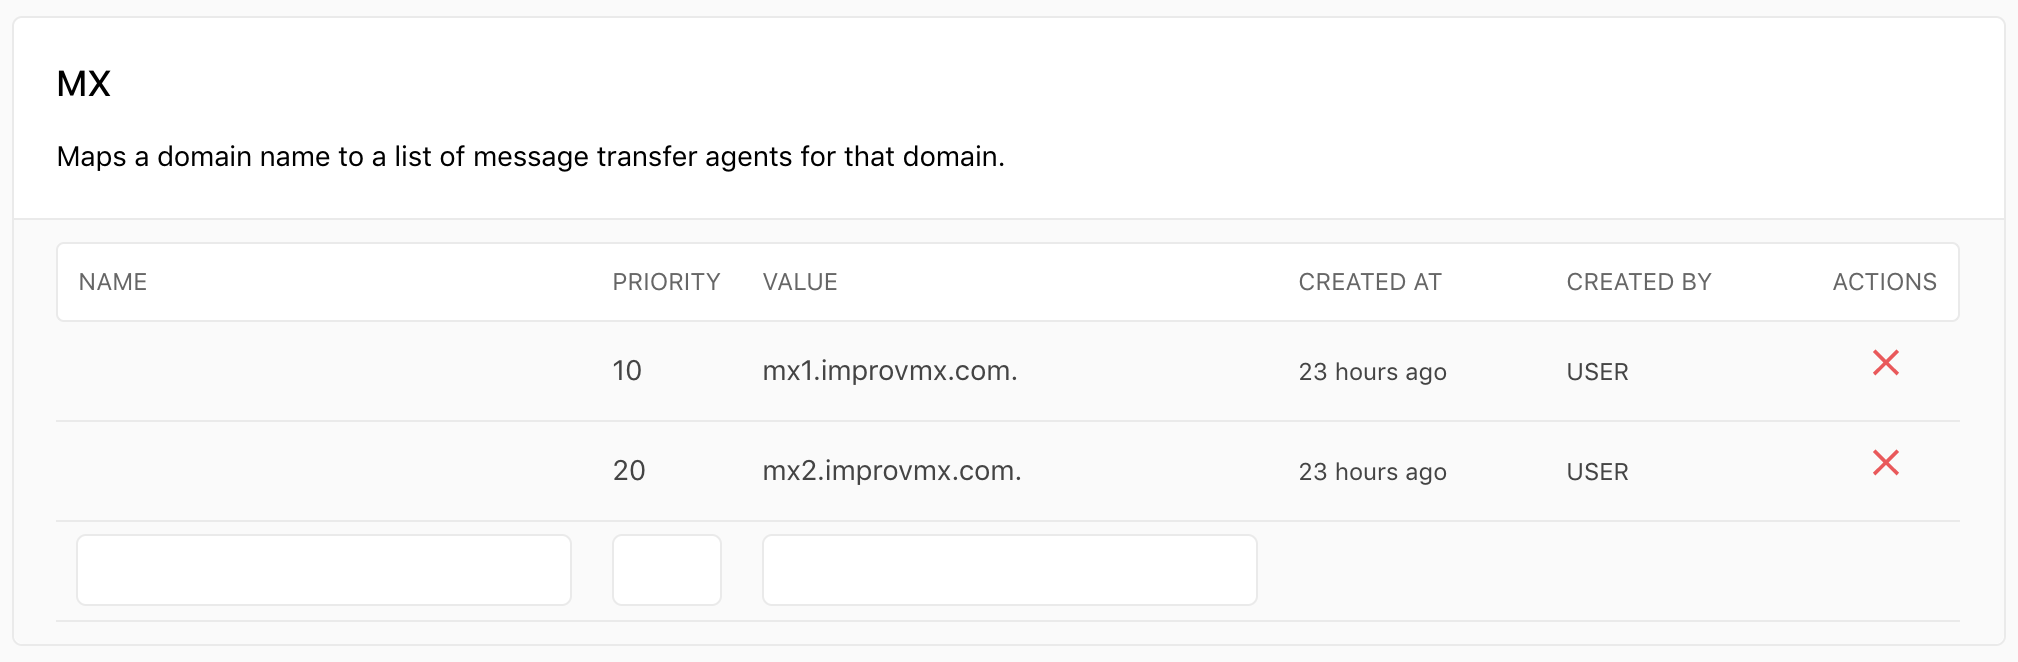 MX
Maps a domain name to a list of message transfer agents for that domain.
NAME PRIORITY VALUE CREATED AT CREATED BY ACTIONS
10 mx1.improvmx.com. 23 hours ago USER
20 mx2.improvmx.com. 23 hours ago USER